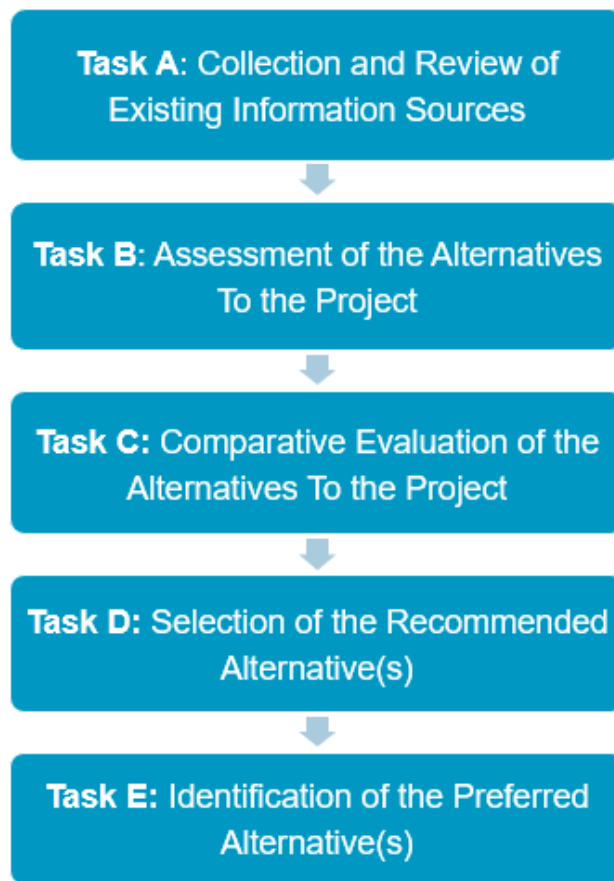 Task A: Collection and Review of
Existing Information Sources
Task B: Assessment of the Alternatives
To the Project
Task C: Comparative Evaluation of the
Alternatives To the Project
Task D: Selection of the Recommended
Alternative(s)
Task E: Identification of the Preferred
Alternative(s)